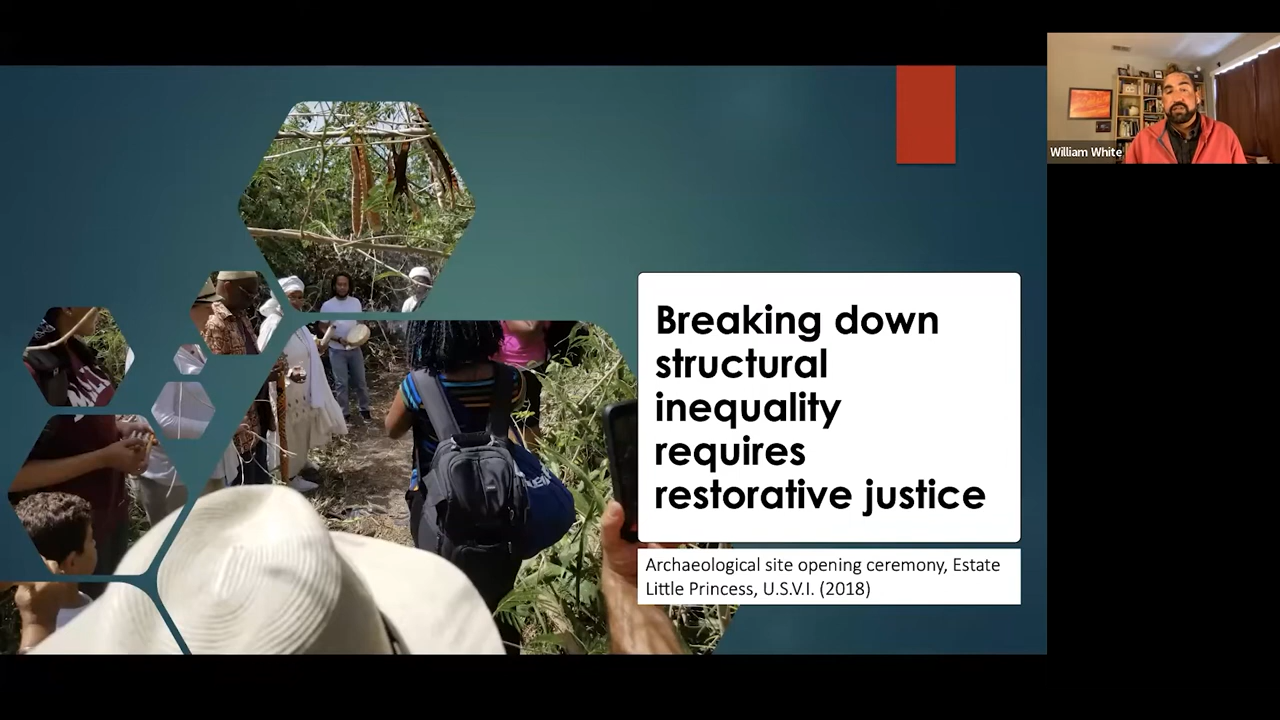 William White
Breaking down
structural
inequality
requires
restorative justice
Archaeological site opening ceremony, Estate
Little Princess, U.S.V.I. (2018)